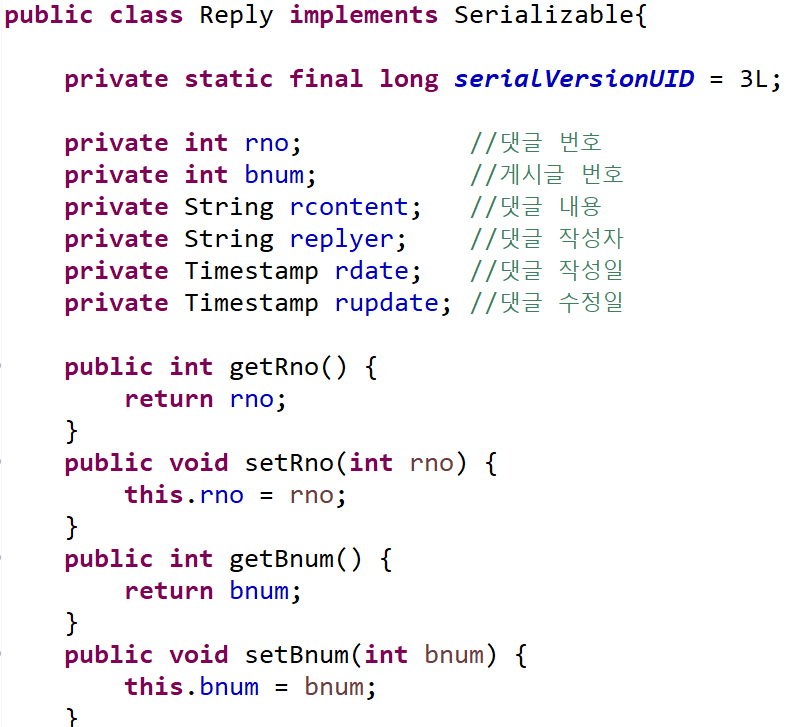 public class Reply implements Serializable{
private static final long serialVersionUID = 3L;
private int rno; //댓글 번호
private int bnum; //게시글 번호
private String rcontent; //댓글 내용
private String replyer; //댓글 작성자
private Timestamp rdate; //댓글 작성일
private Timestamp rupdate; //댓글 수정일
public int getRno() {
return rno;
}
public void setRno(int rno) {
this.rno = rno;
}
public int getBnum() {
return bnum;
}
public void setBnum(int bnum) {
this.bnum = bnum;
}